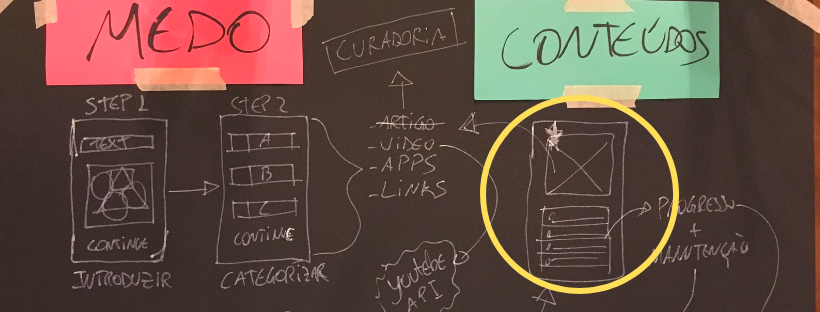 MEDO
CONTEÚDOS
CURADORIA
STEP 1
TEXT
CONTINUE
INTRODUZIR
STEP 2
A
B
C
CONTINUE
CATEGORIZAR
-ARTIGO
-VIDEO
-APPS
-LINKS
youtube
API
PROGRESSO
+
MANUTENÇÃO